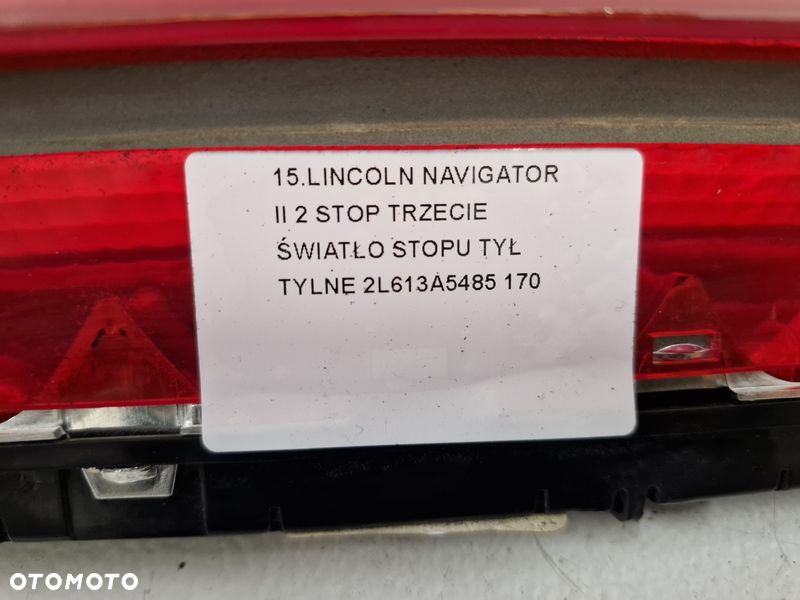 15.LINCOLN NAVIGATOR
II 2 STOP TRZECIE
ŚWIATŁO STOPU TYŁ
TYLNE 2L613A5485 170
OTOMOTO